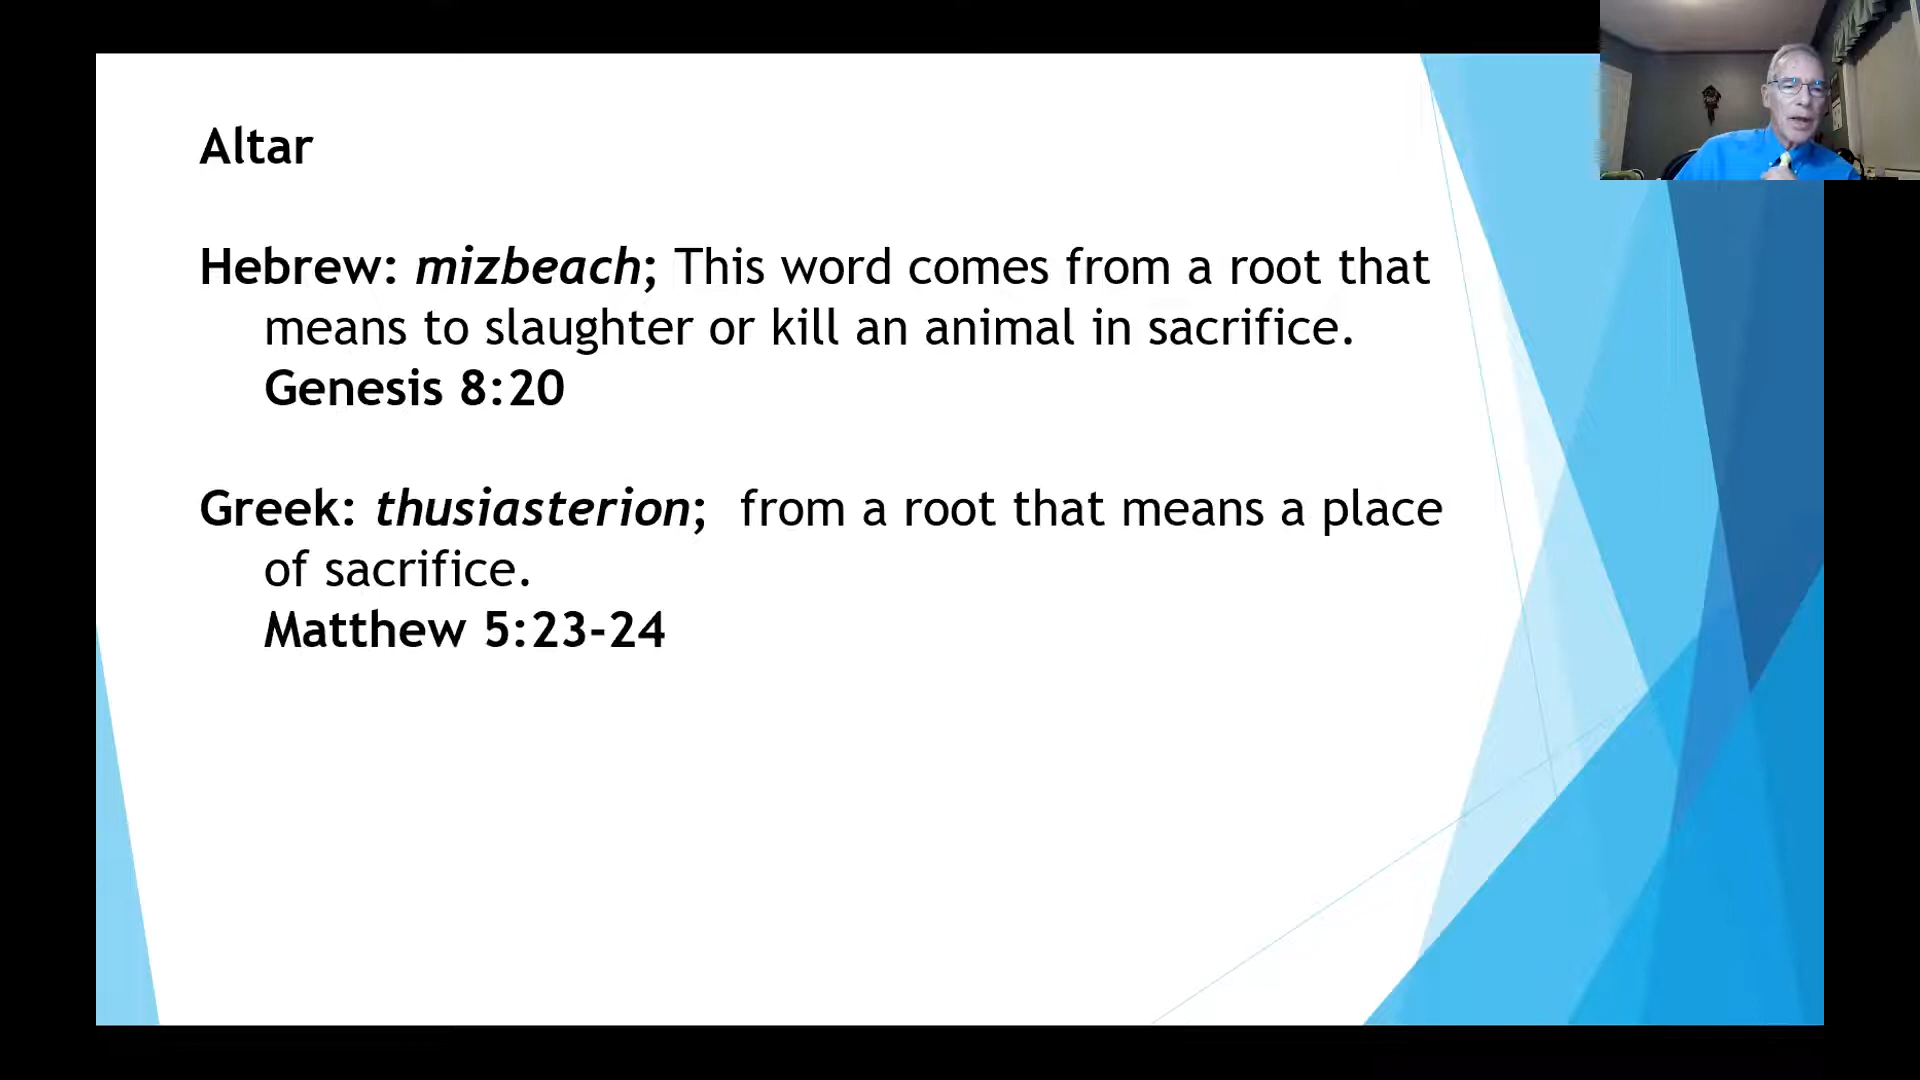 Altar
Hebrew: mizbeach; This word comes from a root that
means to slaughter or kill an animal in sacrifice.
Genesis 8:20
Greek: thusiasterion; from a root that means a place
of sacrifice.
Matthew 5:23-24